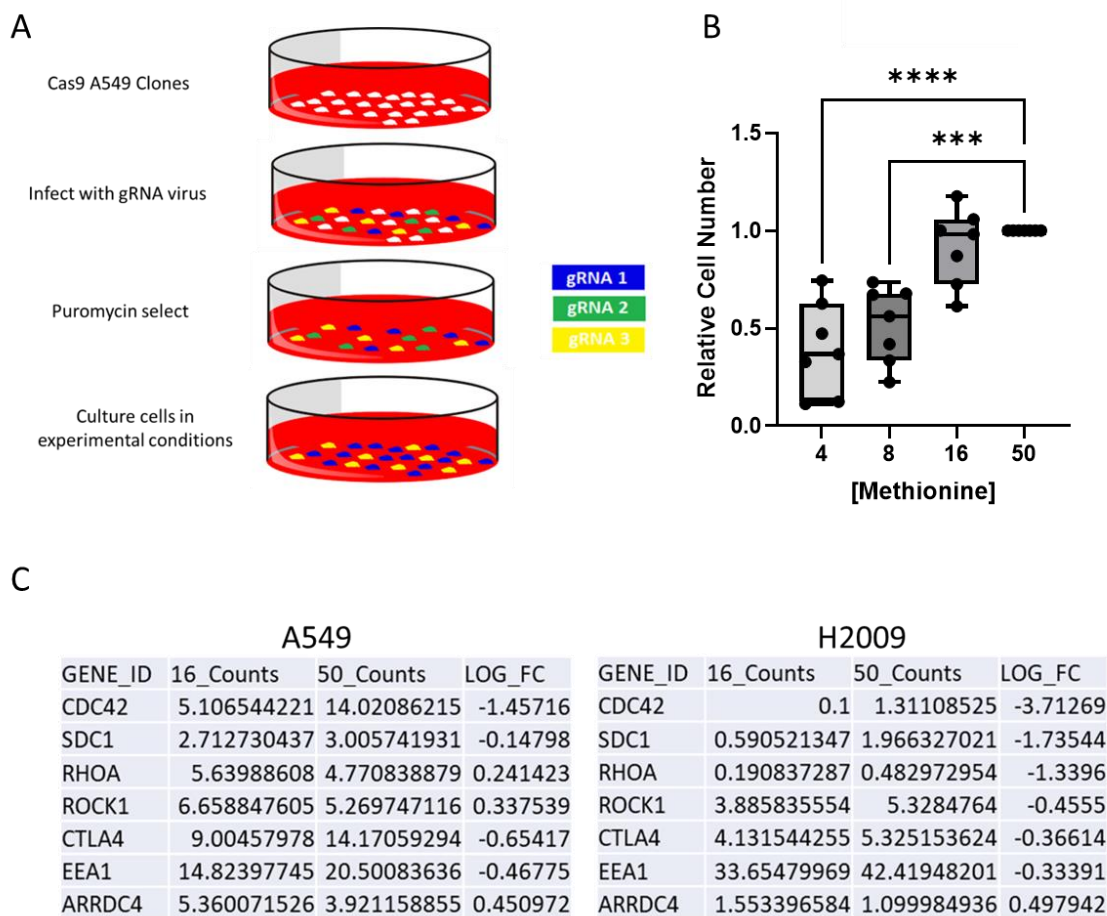 A
Cas9 A549 Clones
Infect with gRNA virus
Puromycin select
Culture cells in
experimental conditions
gRNA 1
gRNA 2
gRNA 3
B
****
***
Relative Cell Number
1.5
1.0
0.5
0.0
4 8 16 50
[Methionine]
C
A549
GENE_ID 16_Counts 50_Counts LOG_FC
CDC42 5.106544221 14.02086215 -1.45716
SDC1 2.712730437 3.005741931 -0.14798
RHOA 5.63988608 4.770838879 0.241423
ROCK1 6.658847605 5.269747116 0.337539
CTLA4 9.00457978 14.17059294 -0.65417
EEA1 14.82397745 20.50083636 -0.46775
ARRDC4 5.360071526 3.921158855 0.450972
H2009
GENE_ID 16_Counts 50_Counts LOG_FC
CDC42 0.1 1.31108525 -3.71269
SDC1 0.590521347 1.966327021 -1.73544
RHOA 0.190837287 0.482972954 -1.3396
ROCK1 3.885835554 5.3284764 -0.4555
CTLA4 4.131544255 5.325153624 -0.36614
EEA1 33.65479969 42.41948201 -0.33391
ARRDC4 1.553396584 1.099984936 0.497942